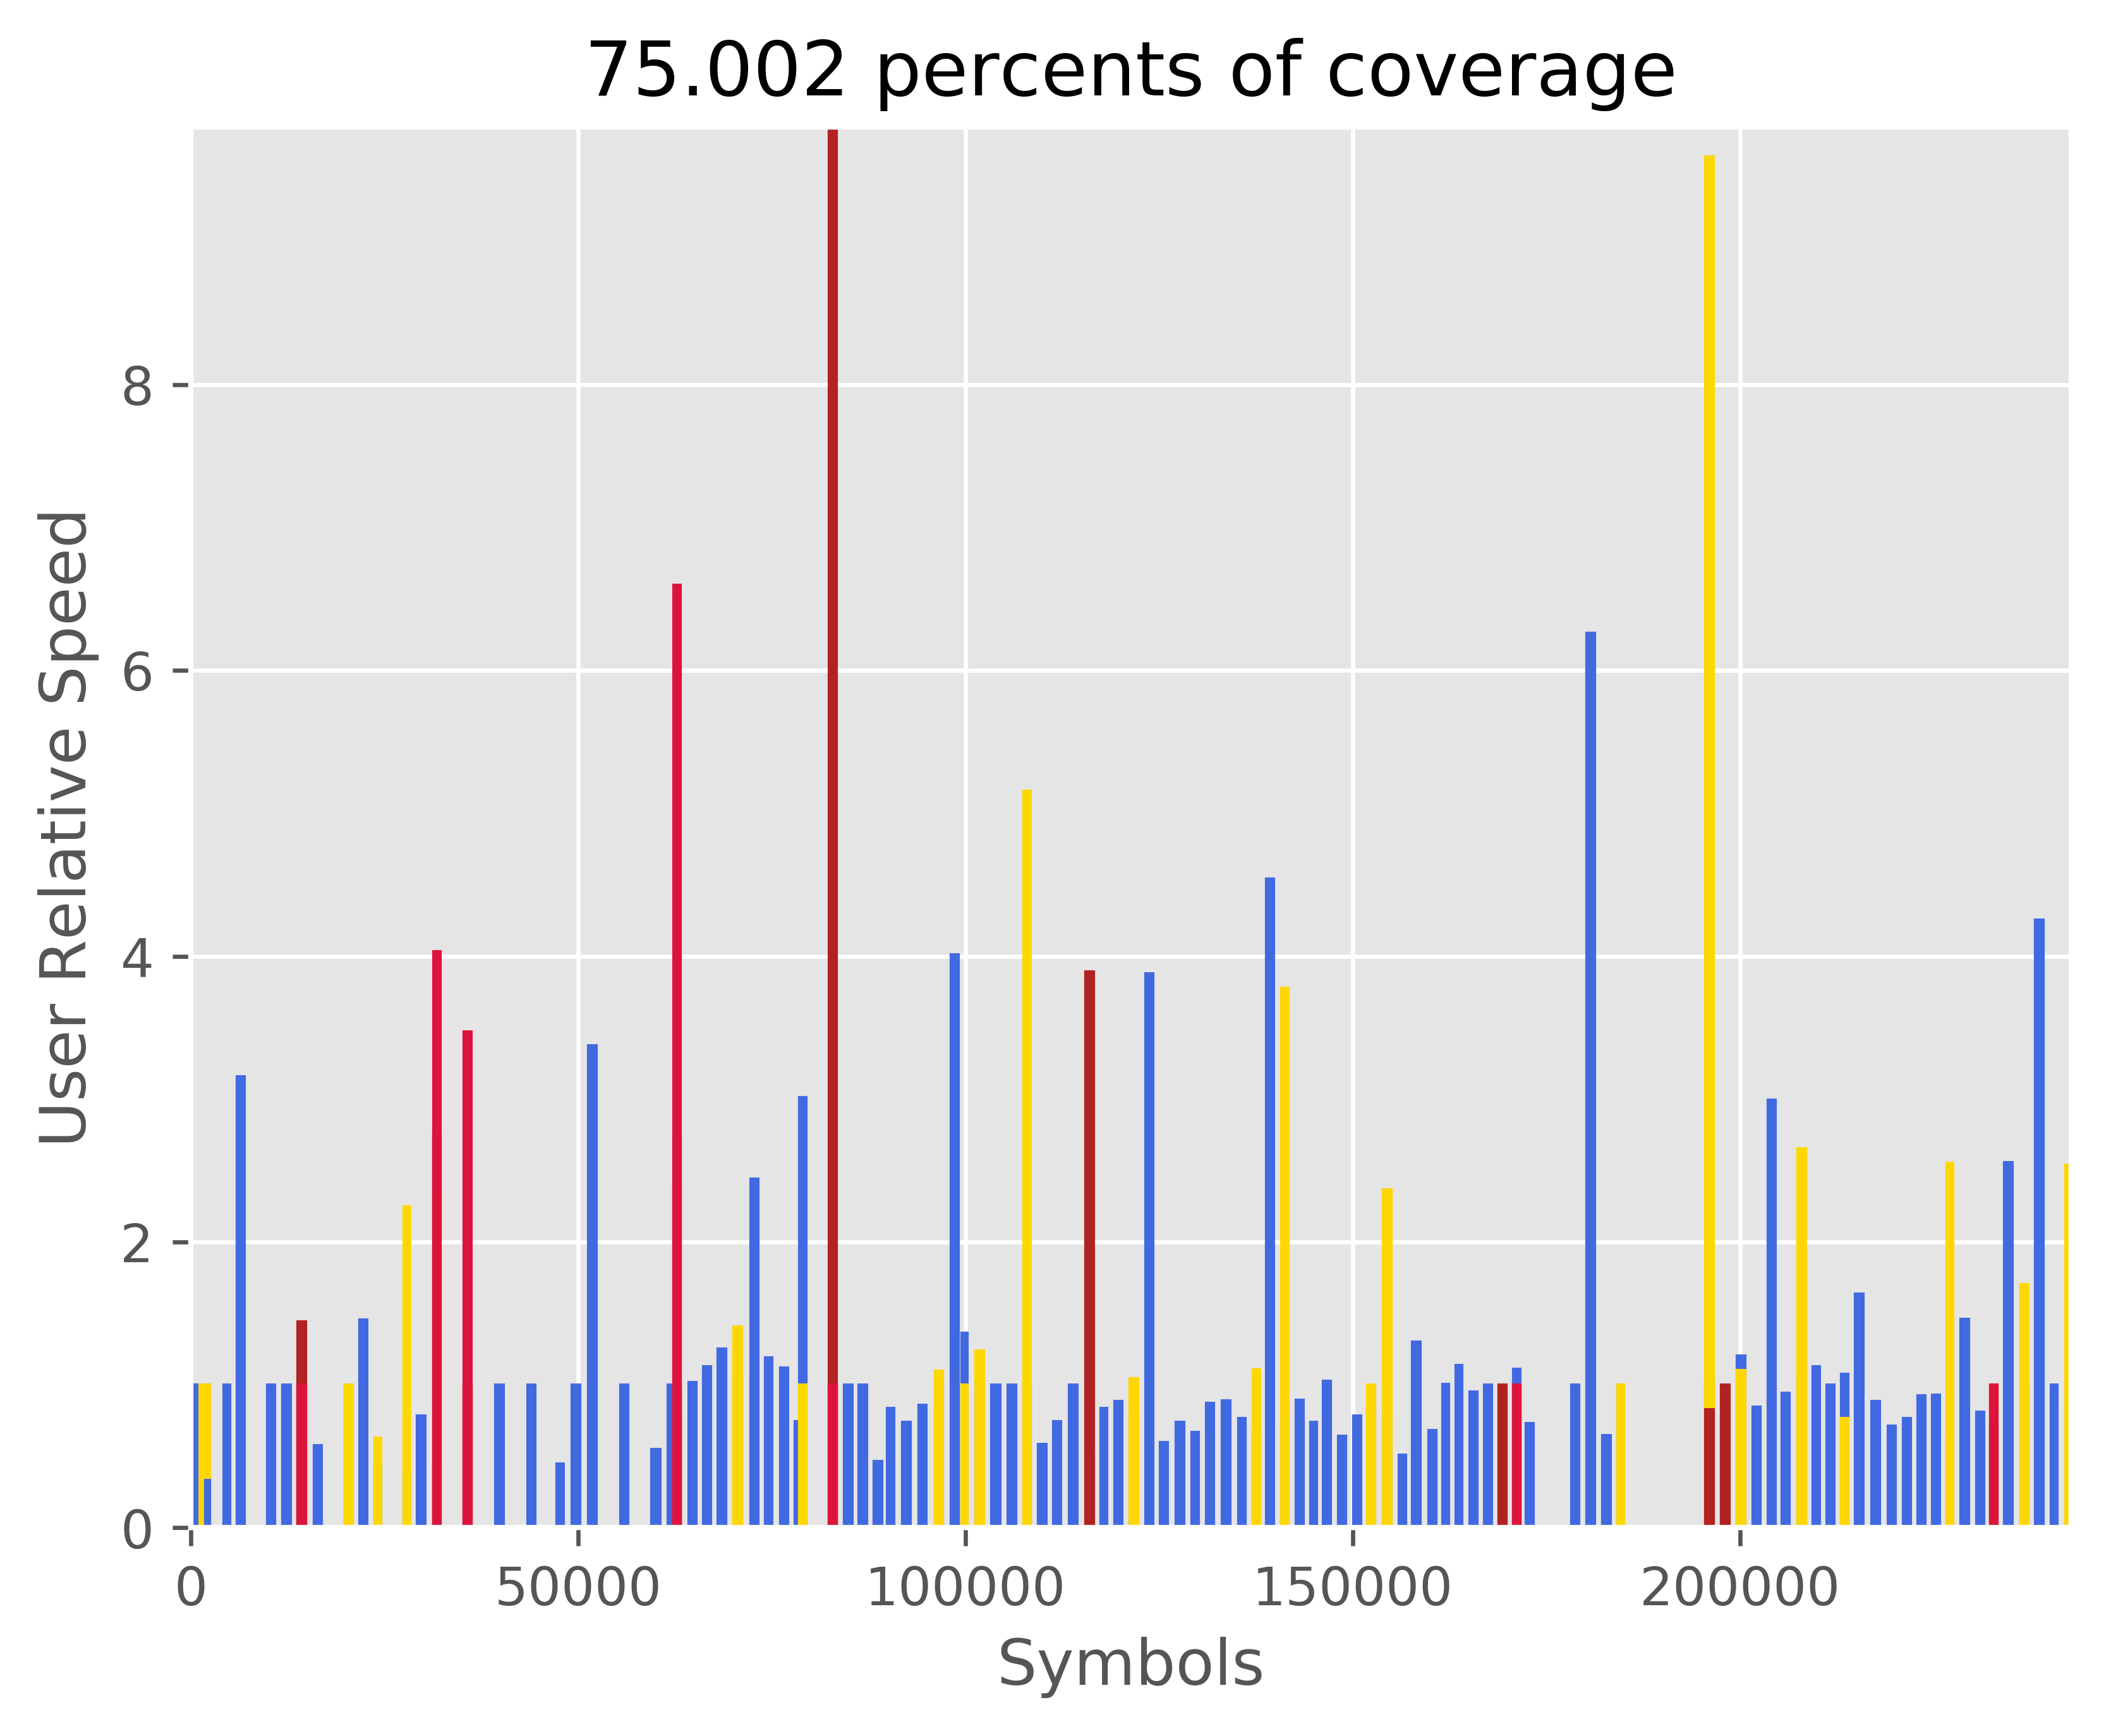 75.002 percents of coverage
User Relative Speed
8
6
4
2
0
0 50000 100000 150000 200000
Symbols